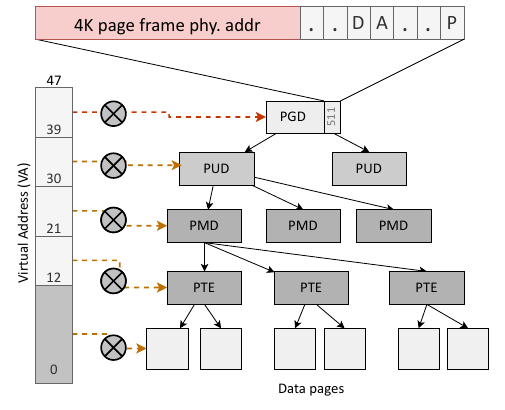 4K page frame phy. addr . . D A . . P
47
39
30
21
12
0
Virtual Address (VA)
PGD 511
PUD PUD
PMD PMD PMD
PTE PTE PTE
Data pages